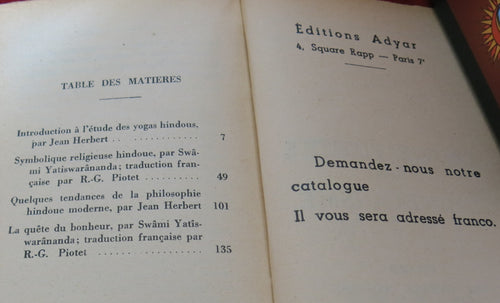 TABLE DES MATIERES
Introduction à l'étude des yogas hindous,
par Jean Herbert . . . . . . . . 7
Symbolique religieuse hindoue, par Swâ-
mi Yatiswarânanda; traduction fran-
çaise par R.-G. Piotet . . . . 49
Quelques tendances de la philosophie
hindoue moderne, par Jean Herbert 101
La quête du bonheur, par Swâmi Yatis-
warânanda; traduction française par
R.-G. Piotet . . . . . . . . 135
Éditions Adyar
4, Square Rapp — Paris 7ᵉ
Demandez-nous notre
catalogue
Il vous sera adressé franco.